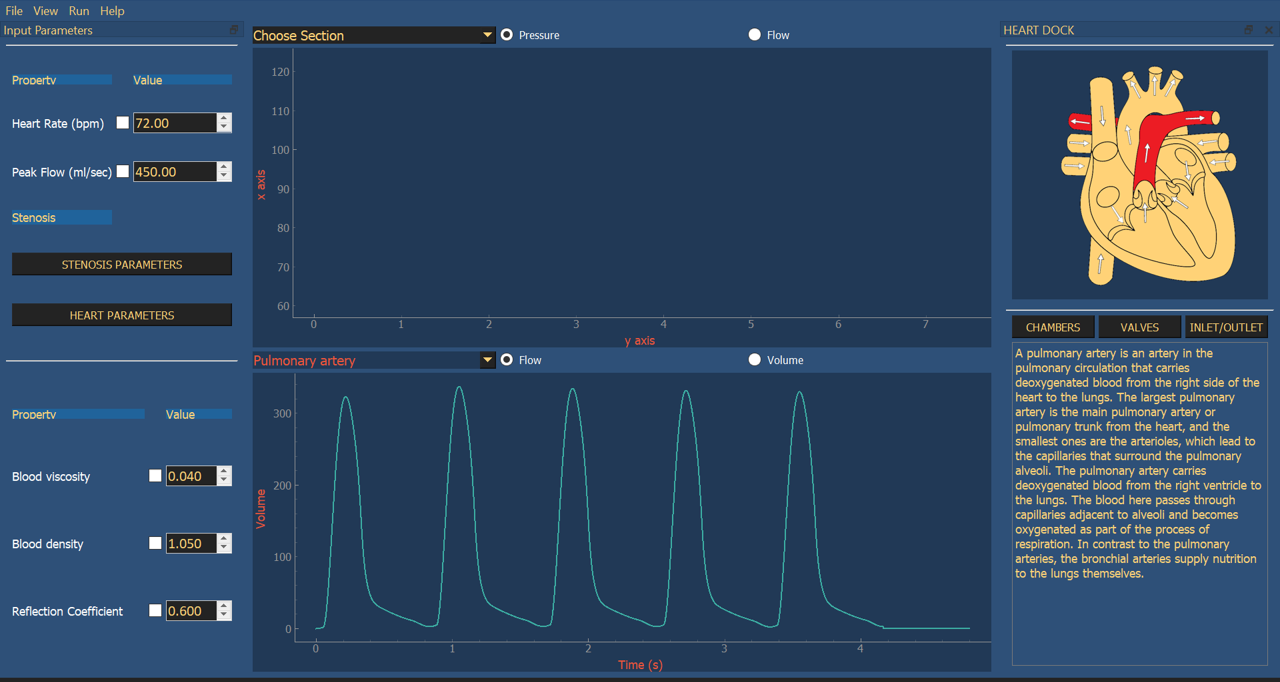 File View Run Help
Input Parameters
Property Value
Heart Rate (bpm) 72.00
Peak Flow (ml/sec) 450.00
Stenosis
STENOSIS PARAMETERS
HEART PARAMETERS
Property Value
Blood viscosity 0.040
Blood density 1.050
Reflection Coefficient 0.600
Choose Section Pressure Flow
120
110
100
90
80
70
60
x axis
0 1 2 3 4 5 6 7
y axis
Pulmonary artery Flow Volume
300
200
100
0
Volume
0 1 2 3 4
Time (s)
HEART DOCK
CHAMBERS VALVES INLET/OUTLET
A pulmonary artery is an artery in the
pulmonary circulation that carries
deoxygenated blood from the right side of the
heart to the lungs. The largest pulmonary
artery is the main pulmonary artery or
pulmonary trunk from the heart, and the
smallest ones are the arterioles, which lead to
the capillaries that surround the pulmonary
alveoli. The pulmonary artery carries
deoxygenated blood from the right ventricle to
the lungs. The blood here passes through
capillaries adjacent to alveoli and becomes
oxygenated as part of the process of
respiration. In contrast to the pulmonary
arteries, the bronchial arteries supply nutrition
to the lungs themselves.